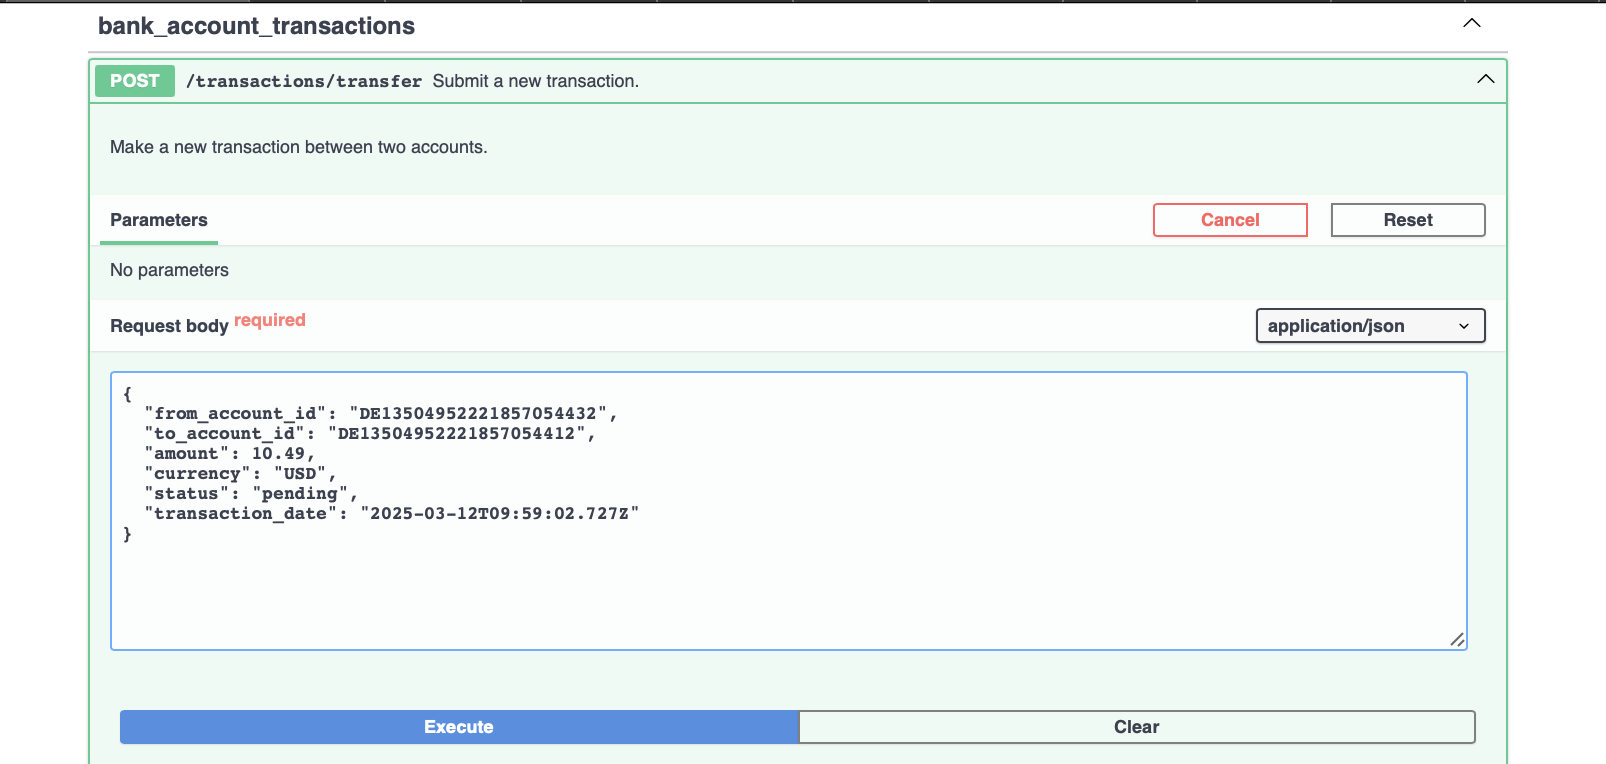 bank_account_transactions
POST /transactions/transfer Submit a new transaction.
Make a new transaction between two accounts.
Parameters Cancel Reset
No parameters
Request body required application/json
{
  "from_account_id": "DE13504952221857054432",
  "to_account_id": "DE13504952221857054412",
  "amount": 10.49,
  "currency": "USD",
  "status": "pending",
  "transaction_date": "2025-03-12T09:59:02.727Z"
}
Execute Clear